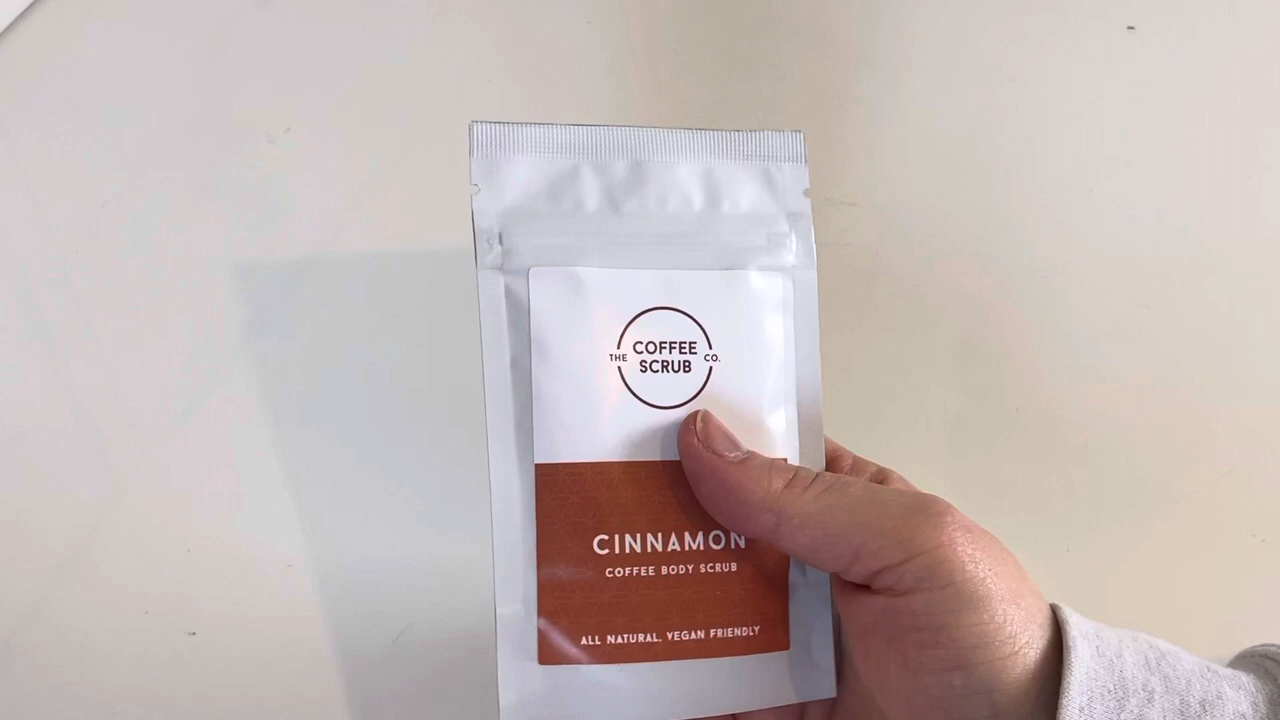 THE COFFEE SCRUB CO.
CINNAMON
COFFEE BODY SCRUB
ALL NATURAL, VEGAN FRIENDLY